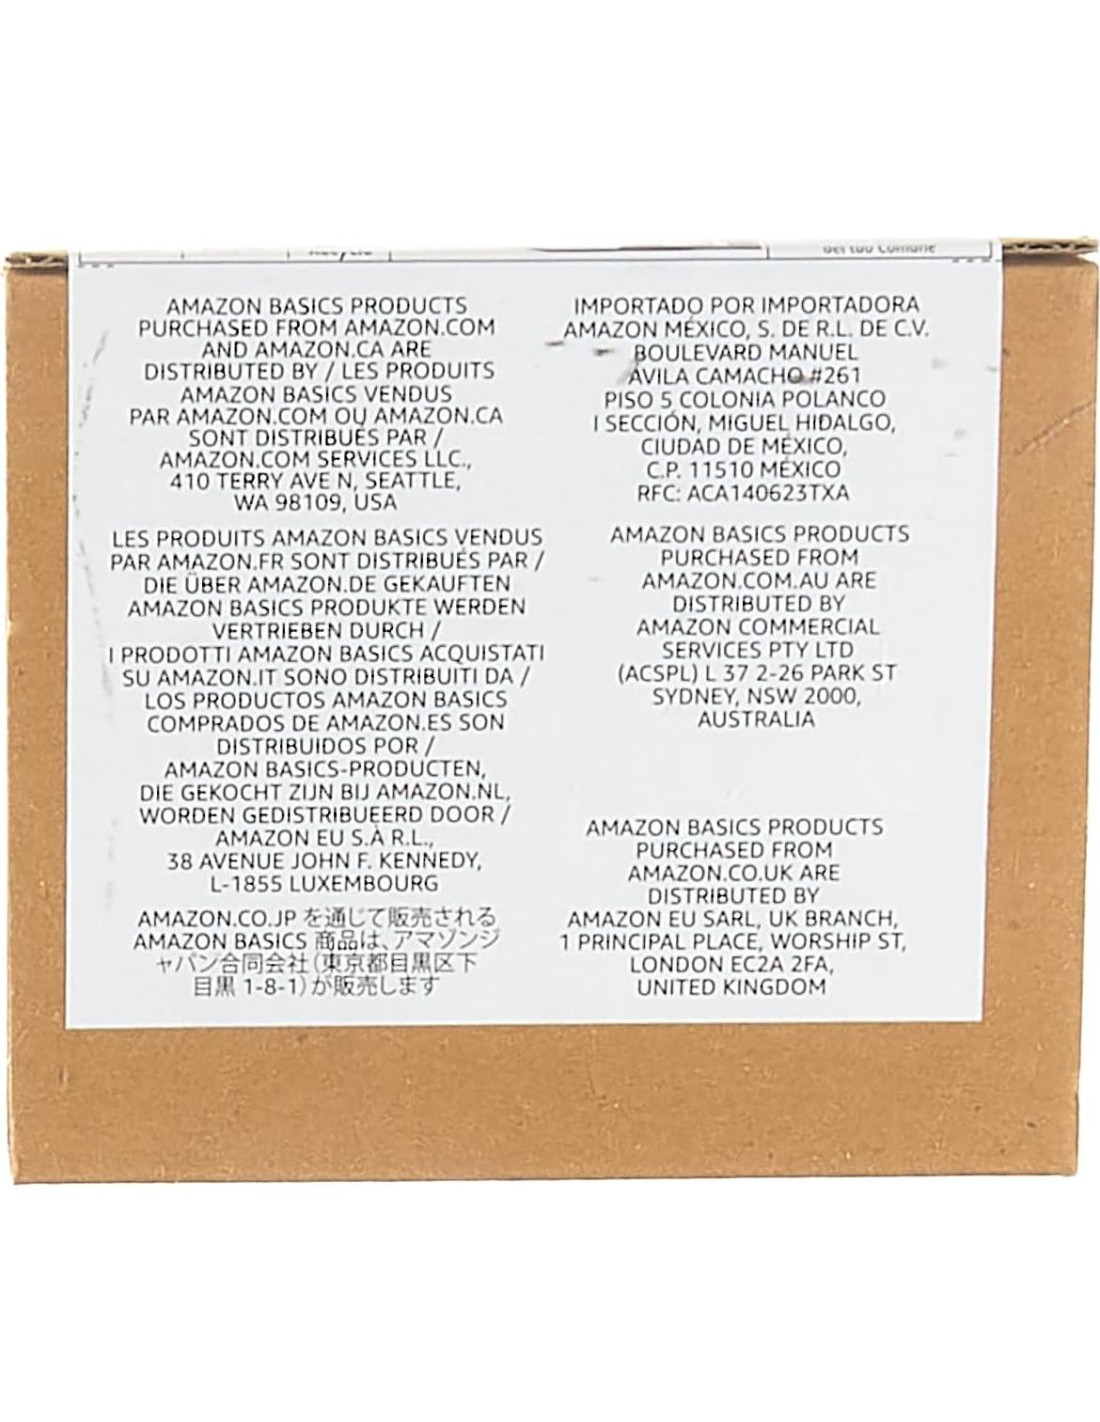 Recycle
del tuo Comune
AMAZON BASICS PRODUCTS
PURCHASED FROM AMAZON.COM
AND AMAZON.CA ARE
DISTRIBUTED BY / LES PRODUITS
AMAZON BASICS VENDUS
PAR AMAZON.COM OU AMAZON.CA
SONT DISTRIBUÉS PAR /
AMAZON.COM SERVICES LLC.,
410 TERRY AVE N, SEATTLE,
WA 98109, USA
LES PRODUITS AMAZON BASICS VENDUS
PAR AMAZON.FR SONT DISTRIBUÉS PAR /
DIE ÜBER AMAZON.DE GEKAUFTEN
AMAZON BASICS PRODUKTE WERDEN
VERTRIEBEN DURCH /
I PRODOTTI AMAZON BASICS ACQUISTATI
SU AMAZON.IT SONO DISTRIBUITI DA /
LOS PRODUCTOS AMAZON BASICS
COMPRADOS DE AMAZON.ES SON
DISTRIBUIDOS POR /
AMAZON BASICS-PRODUCTEN,
DIE GEKOCHT ZIJN BIJ AMAZON.NL,
WORDEN GEDISTRIBUEERD DOOR /
AMAZON EU S.À R.L.,
38 AVENUE JOHN F. KENNEDY,
L-1855 LUXEMBOURG
AMAZON.CO.JP を通じて販売される
AMAZON BASICS 商品は、アマゾンジ
ャパン合同会社（東京都目黒区下
目黒 1-8-1）が販売します
IMPORTADO POR IMPORTADORA
AMAZON MÉXICO, S. DE R.L. DE C.V.
BOULEVARD MANUEL
ÁVILA CAMACHO #261
PISO 5 COLONIA POLANCO
I SECCIÓN, MIGUEL HIDALGO,
CIUDAD DE MÉXICO,
C.P. 11510 MÉXICO
RFC: ACA140623TXA
AMAZON BASICS PRODUCTS
PURCHASED FROM
AMAZON.COM.AU ARE
DISTRIBUTED BY
AMAZON COMMERCIAL
SERVICES PTY LTD
(ACSPL) L 37 2-26 PARK ST
SYDNEY, NSW 2000,
AUSTRALIA
AMAZON BASICS PRODUCTS
PURCHASED FROM
AMAZON.CO.UK ARE
DISTRIBUTED BY
AMAZON EU SARL, UK BRANCH,
1 PRINCIPAL PLACE, WORSHIP ST,
LONDON EC2A 2FA,
UNITED KINGDOM